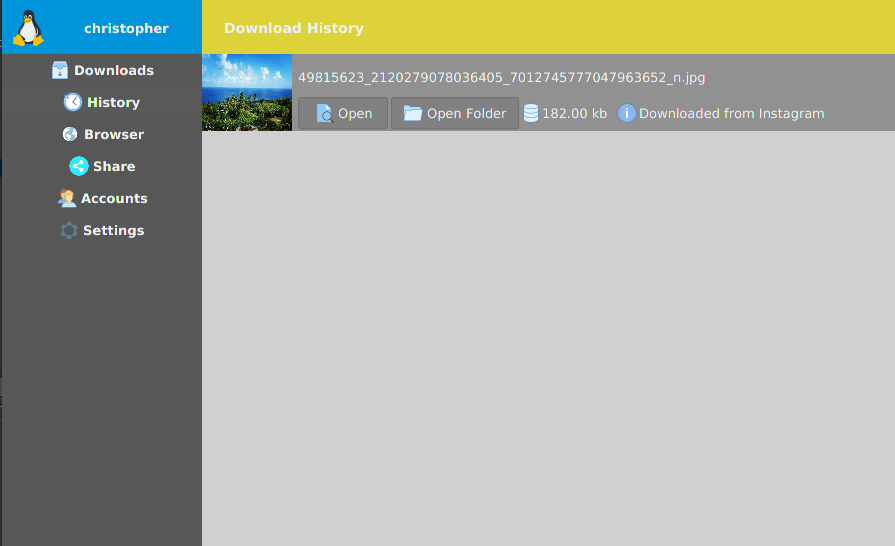 christopher
Downloads
History
Browser
Share
Accounts
Settings
Download History
49815623_2120279078036405_7012745777047963652_n.jpg
Open Open Folder 182.00 kb Downloaded from Instagram